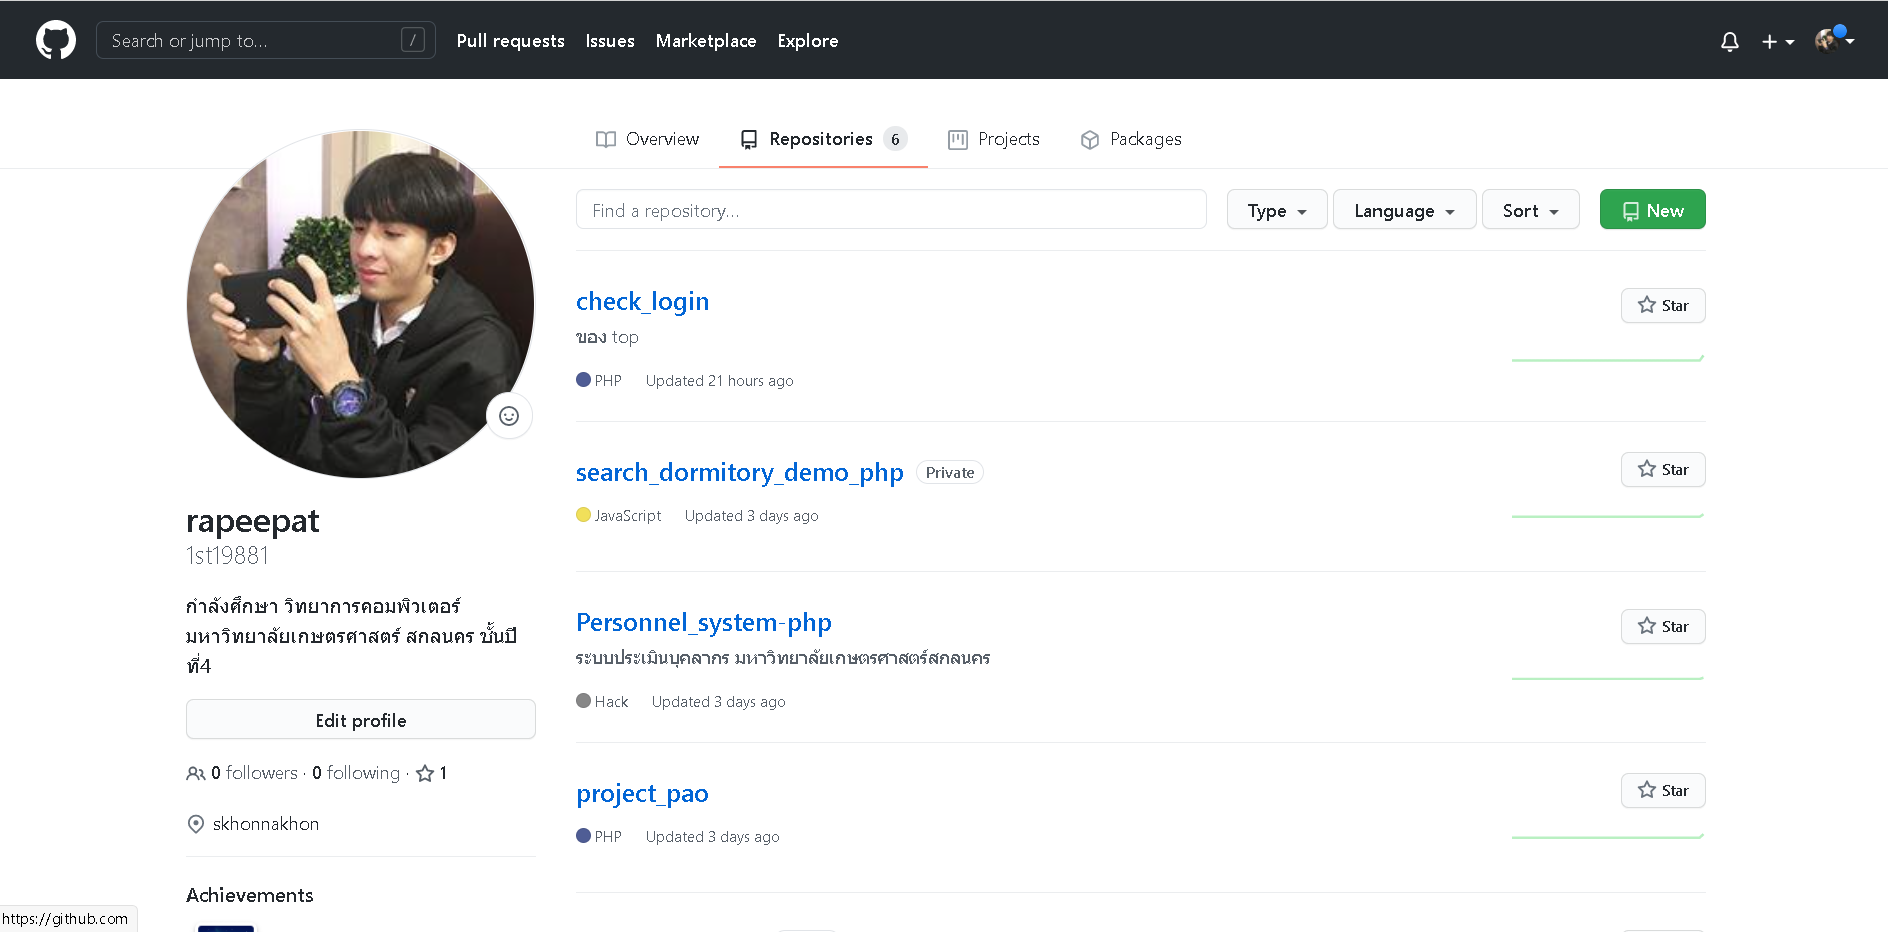 Search or jump to... /
Pull requests
Issues
Marketplace
Explore
Overview
Repositories 6
Projects
Packages
Find a repository...
Type
Language
Sort
New
rapeepat
1st19881
กำลังศึกษา วิทยาการคอมพิวเตอร์
มหาวิทยาลัยเกษตรศาสตร์ สกลนคร ชั้นปี
ที่4
Edit profile
0 followers · 0 following · 1
skhonnakhon
Achievements
check_login
Star
ของ top
PHP Updated 21 hours ago
search_dormitory_demo_php Private
Star
JavaScript Updated 3 days ago
Personnel_system-php
Star
ระบบประเมินบุคลากร มหาวิทยาลัยเกษตรศาสตร์สกลนคร
Hack Updated 3 days ago
project_pao
Star
PHP Updated 3 days ago
https://github.com